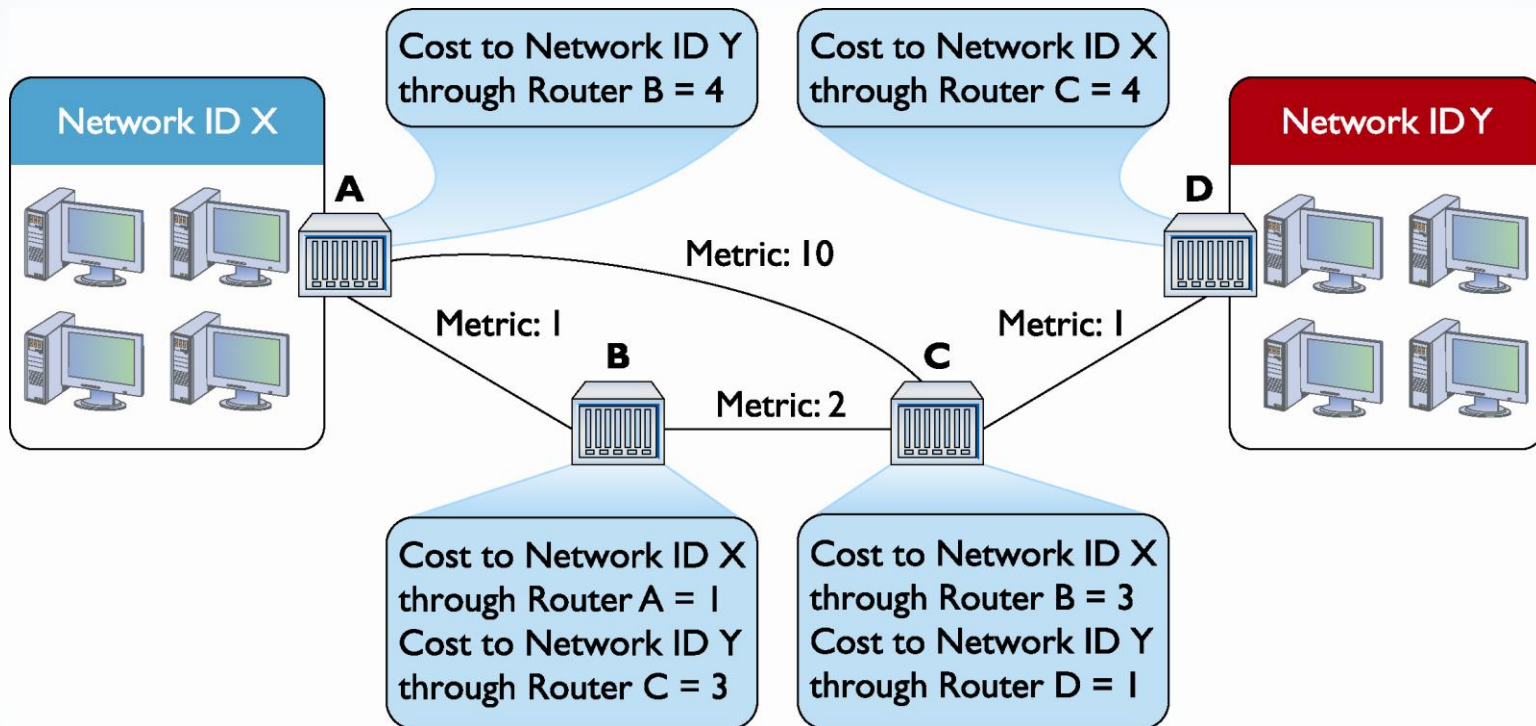 Cost to Network ID Y
through Router B = 4
Cost to Network ID X
through Router C = 4
Network ID X
Network ID Y
A
D
Metric: 10
Metric: 1
Metric: 1
B
C
Metric: 2
Cost to Network ID X
through Router A = 1
Cost to Network ID Y
through Router C = 3
Cost to Network ID X
through Router B = 3
Cost to Network ID Y
through Router D = 1